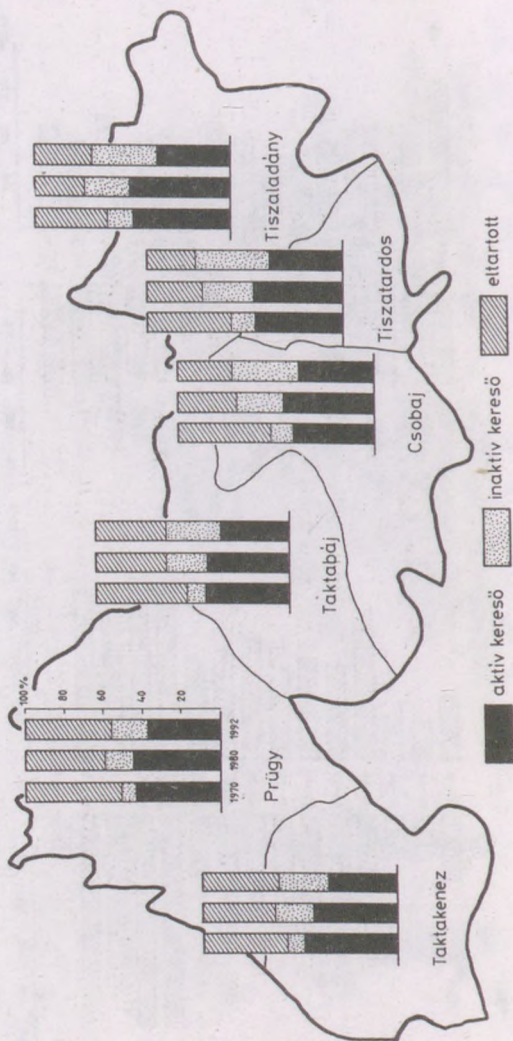 Tiszaladány
Tiszatardos
Csobaj
Taktabáj
100%
80
60
40
20
1970 1980 1992
Prügy
Taktakenez
aktív kereső
inaktív kereső
eltartott